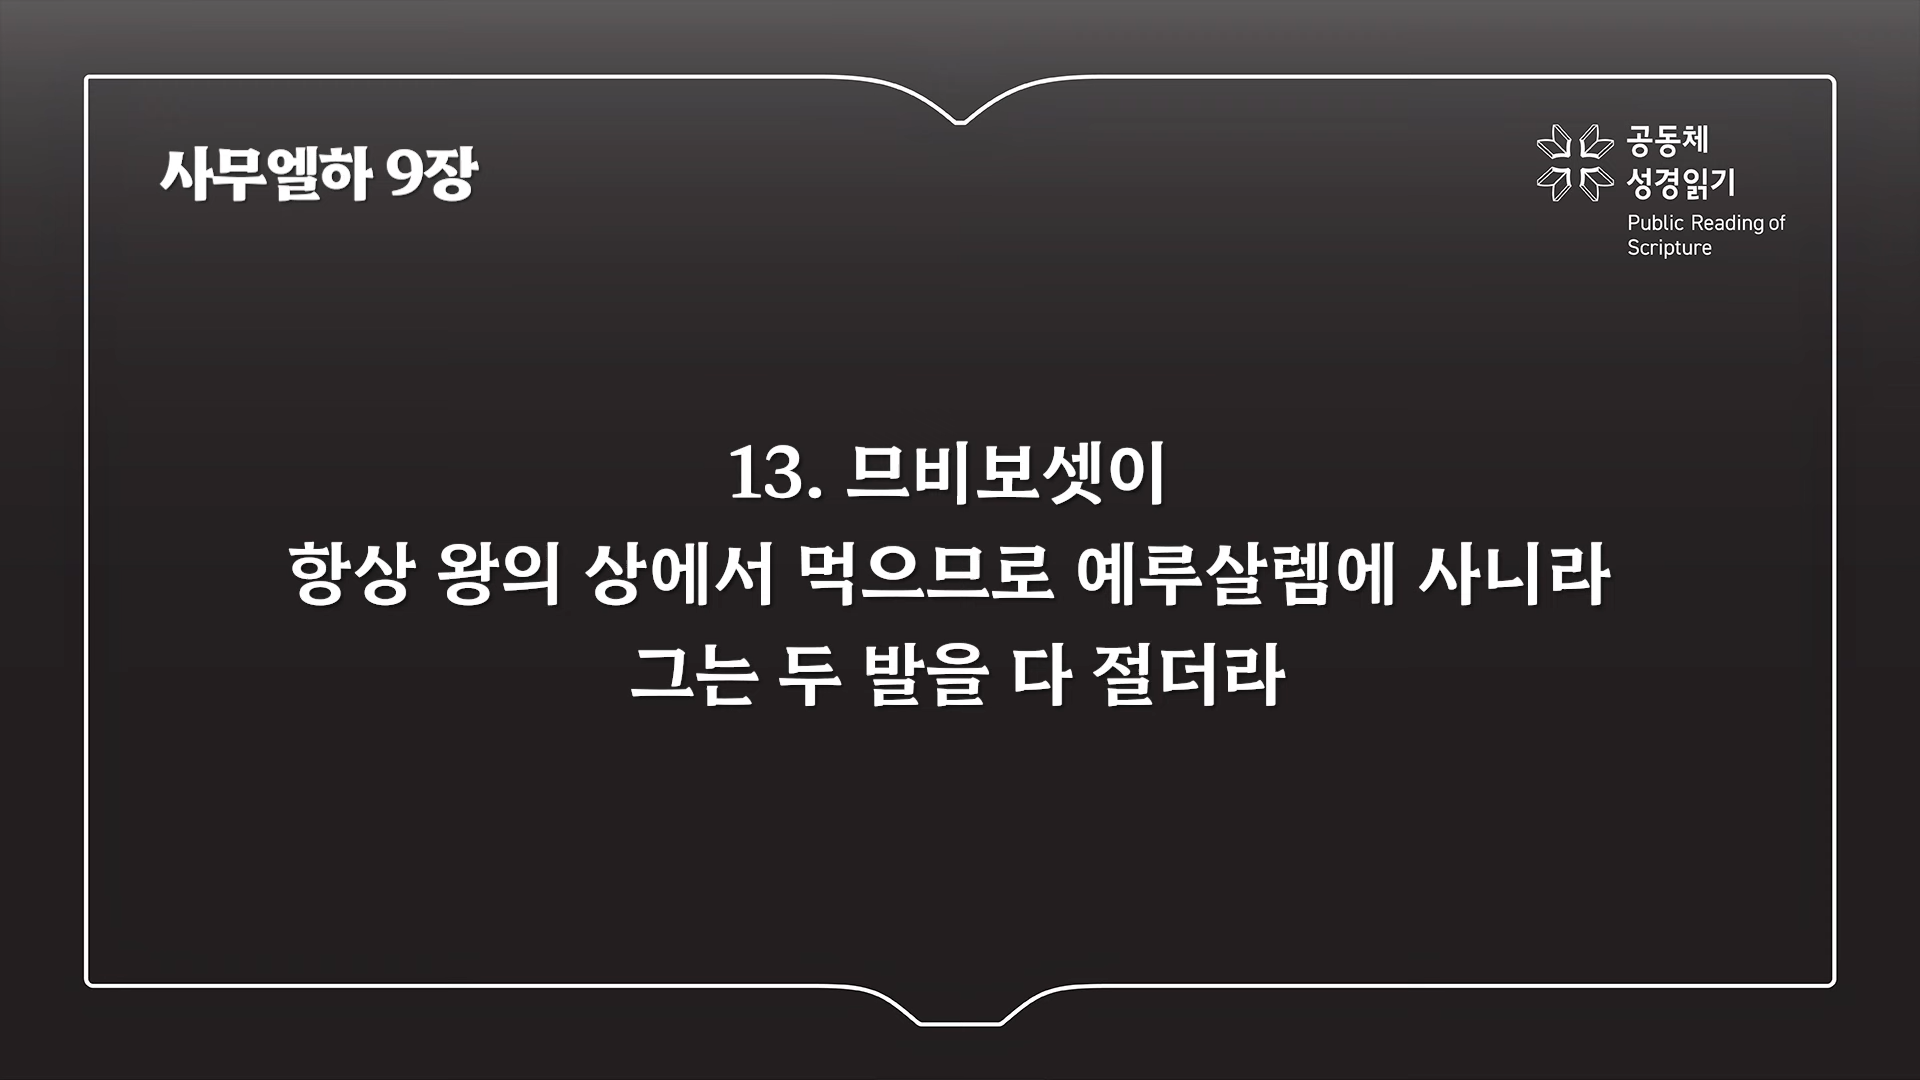 사무엘하 9장
공동체
성경읽기
Public Reading of
Scripture
13. 므비보셋이
항상 왕의 상에서 먹으므로 예루살렘에 사니라
그는 두 발을 다 절더라